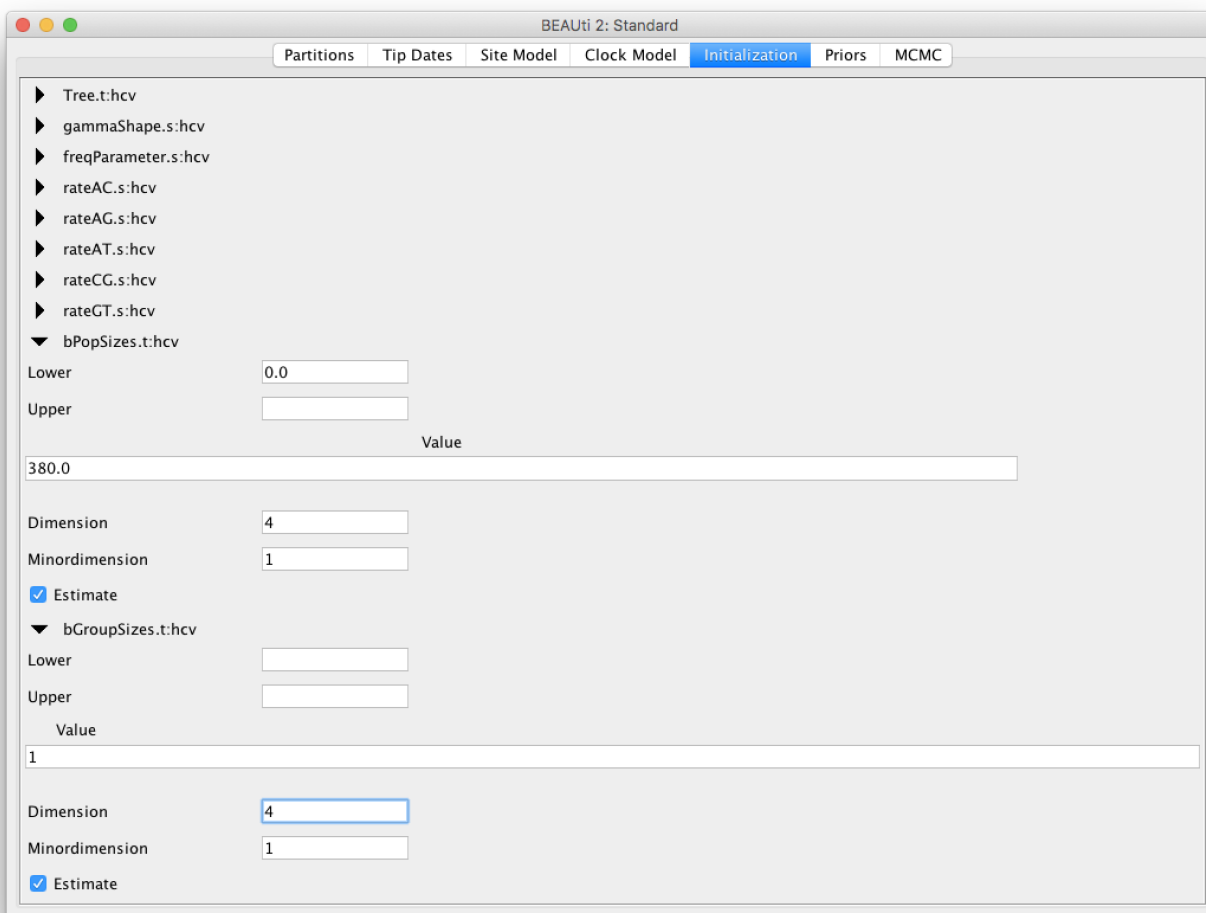 BEAUti 2: Standard
Partitions Tip Dates Site Model Clock Model Initialization Priors MCMC
Tree.t:hcv
gammaShape.s:hcv
freqParameter.s:hcv
rateAC.s:hcv
rateAG.s:hcv
rateAT.s:hcv
rateCG.s:hcv
rateGT.s:hcv
bPopSizes.t:hcv
Lower 0.0
Upper
Value
380.0
Dimension 4
Minordimension 1
Estimate
bGroupSizes.t:hcv
Lower
Upper
Value
1
Dimension 4
Minordimension 1
Estimate